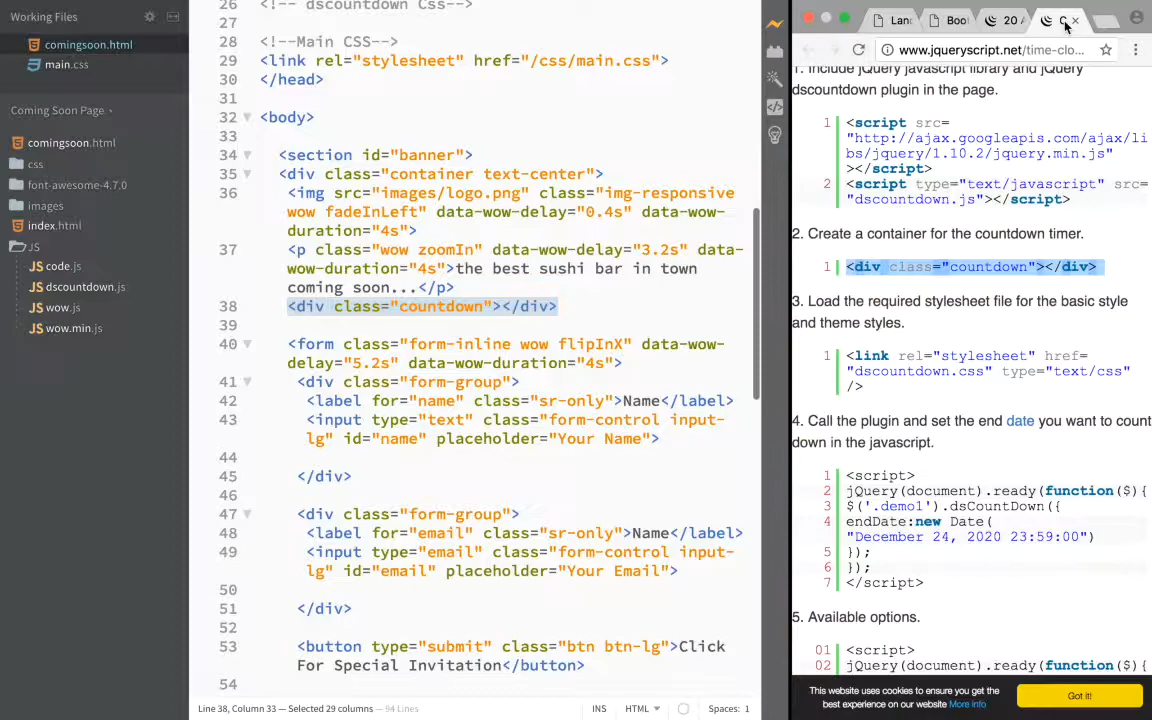 Working Files
comingsoon.html
main.css
Coming Soon Page
comingsoon.html
css
font-awesome-4.7.0
images
index.html
JS
JS code.js
JS dscountdown.js
JS wow.js
JS wow.min.js
26 <!-- dscountdown Css-->
27
28 <!--Main CSS-->
29 <link rel="stylesheet" href="/css/main.css">
30 </head>
31
32 <body>
33
34 <section id="banner">
35 <div class="container text-center">
36 <img src="images/logo.png" class="img-responsive
wow fadeInLeft" data-wow-delay="0.4s" data-wow-
duration="4s">
37 <p class="wow zoomIn" data-wow-delay="3.2s" data-
wow-duration="4s">the best sushi bar in town
coming soon...</p>
38 <div class="countdown"></div>
39
40 <form class="form-inline wow flipInX" data-wow-
delay="5.2s" data-wow-duration="4s">
41 <div class="form-group">
42 <label for="name" class="sr-only">Name</label>
43 <input type="text" class="form-control input-
lg" id="name" placeholder="Your Name">
44
45 </div>
46
47 <div class="form-group">
48 <label for="email" class="sr-only">Name</label>
49 <input type="email" class="form-control input-
lg" id="email" placeholder="Your Email">
50
51 </div>
52
53 <button type="submit" class="btn btn-lg">Click
For Special Invitation</button>
54
Line 38, Column 33 — Selected 29 columns — 94 Lines
INS HTML Spaces: 1
Lan Boo 20 C
www.jqueryscript.net/time-clo...
1. Include jQuery javascript library and jQuery
dscountdown plugin in the page.
1 <script src=
"http://ajax.googleapis.com/ajax/li
bs/jquery/1.10.2/jquery.min.js"
></script>
2 <script type="text/javascript" src=
"dscountdown.js"></script>
2. Create a container for the countdown timer.
1 <div class="countdown"></div>
3. Load the required stylesheet file for the basic style
and theme styles.
1 <link rel="stylesheet" href=
"dscountdown.css" type="text/css"
/>
4. Call the plugin and set the end date you want to count
down in the javascript.
1 <script>
2 jQuery(document).ready(function($){
3 $('.demo1').dsCountDown({
4 endDate:new Date(
"December 24, 2020 23:59:00")
5 });
6 });
7 </script>
5. Available options.
01 <script>
02 jQuery(document).ready(function($){
This website uses cookies to ensure you get the
best experience on our website More info
Got it!